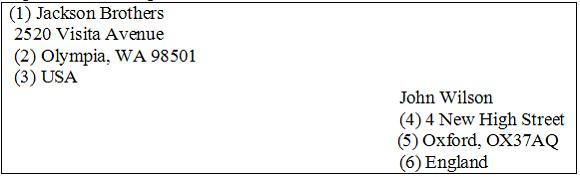 (1) Jackson Brothers
2520 Visita Avenue
(2) Olympia, WA 98501
(3) USA
John Wilson
(4) 4 New High Street
(5) Oxford, OX37AQ
(6) England